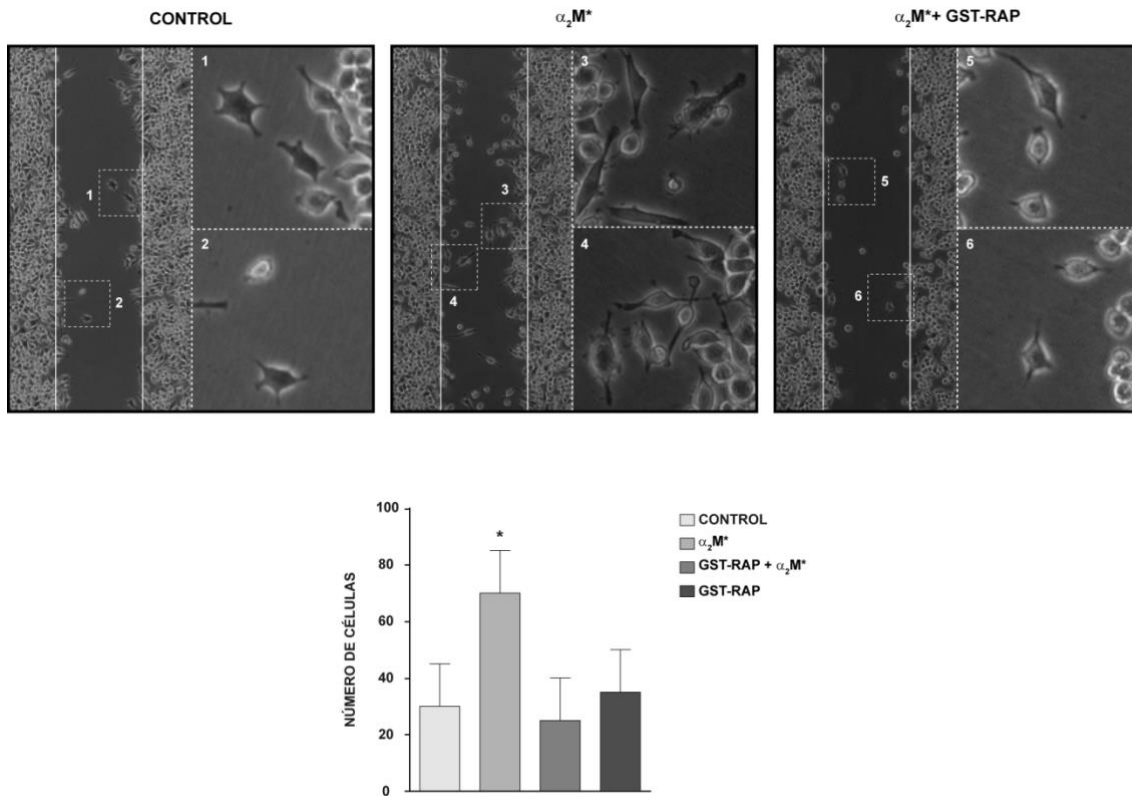 CONTROL
α₂M*
α₂M*+ GST-RAP
1
1
2
2
3
3
4
4
5
5
6
6
NÚMERO DE CÉLULAS
100
80
60
40
20
0
*
CONTROL
α₂M*
GST-RAP + α₂M*
GST-RAP